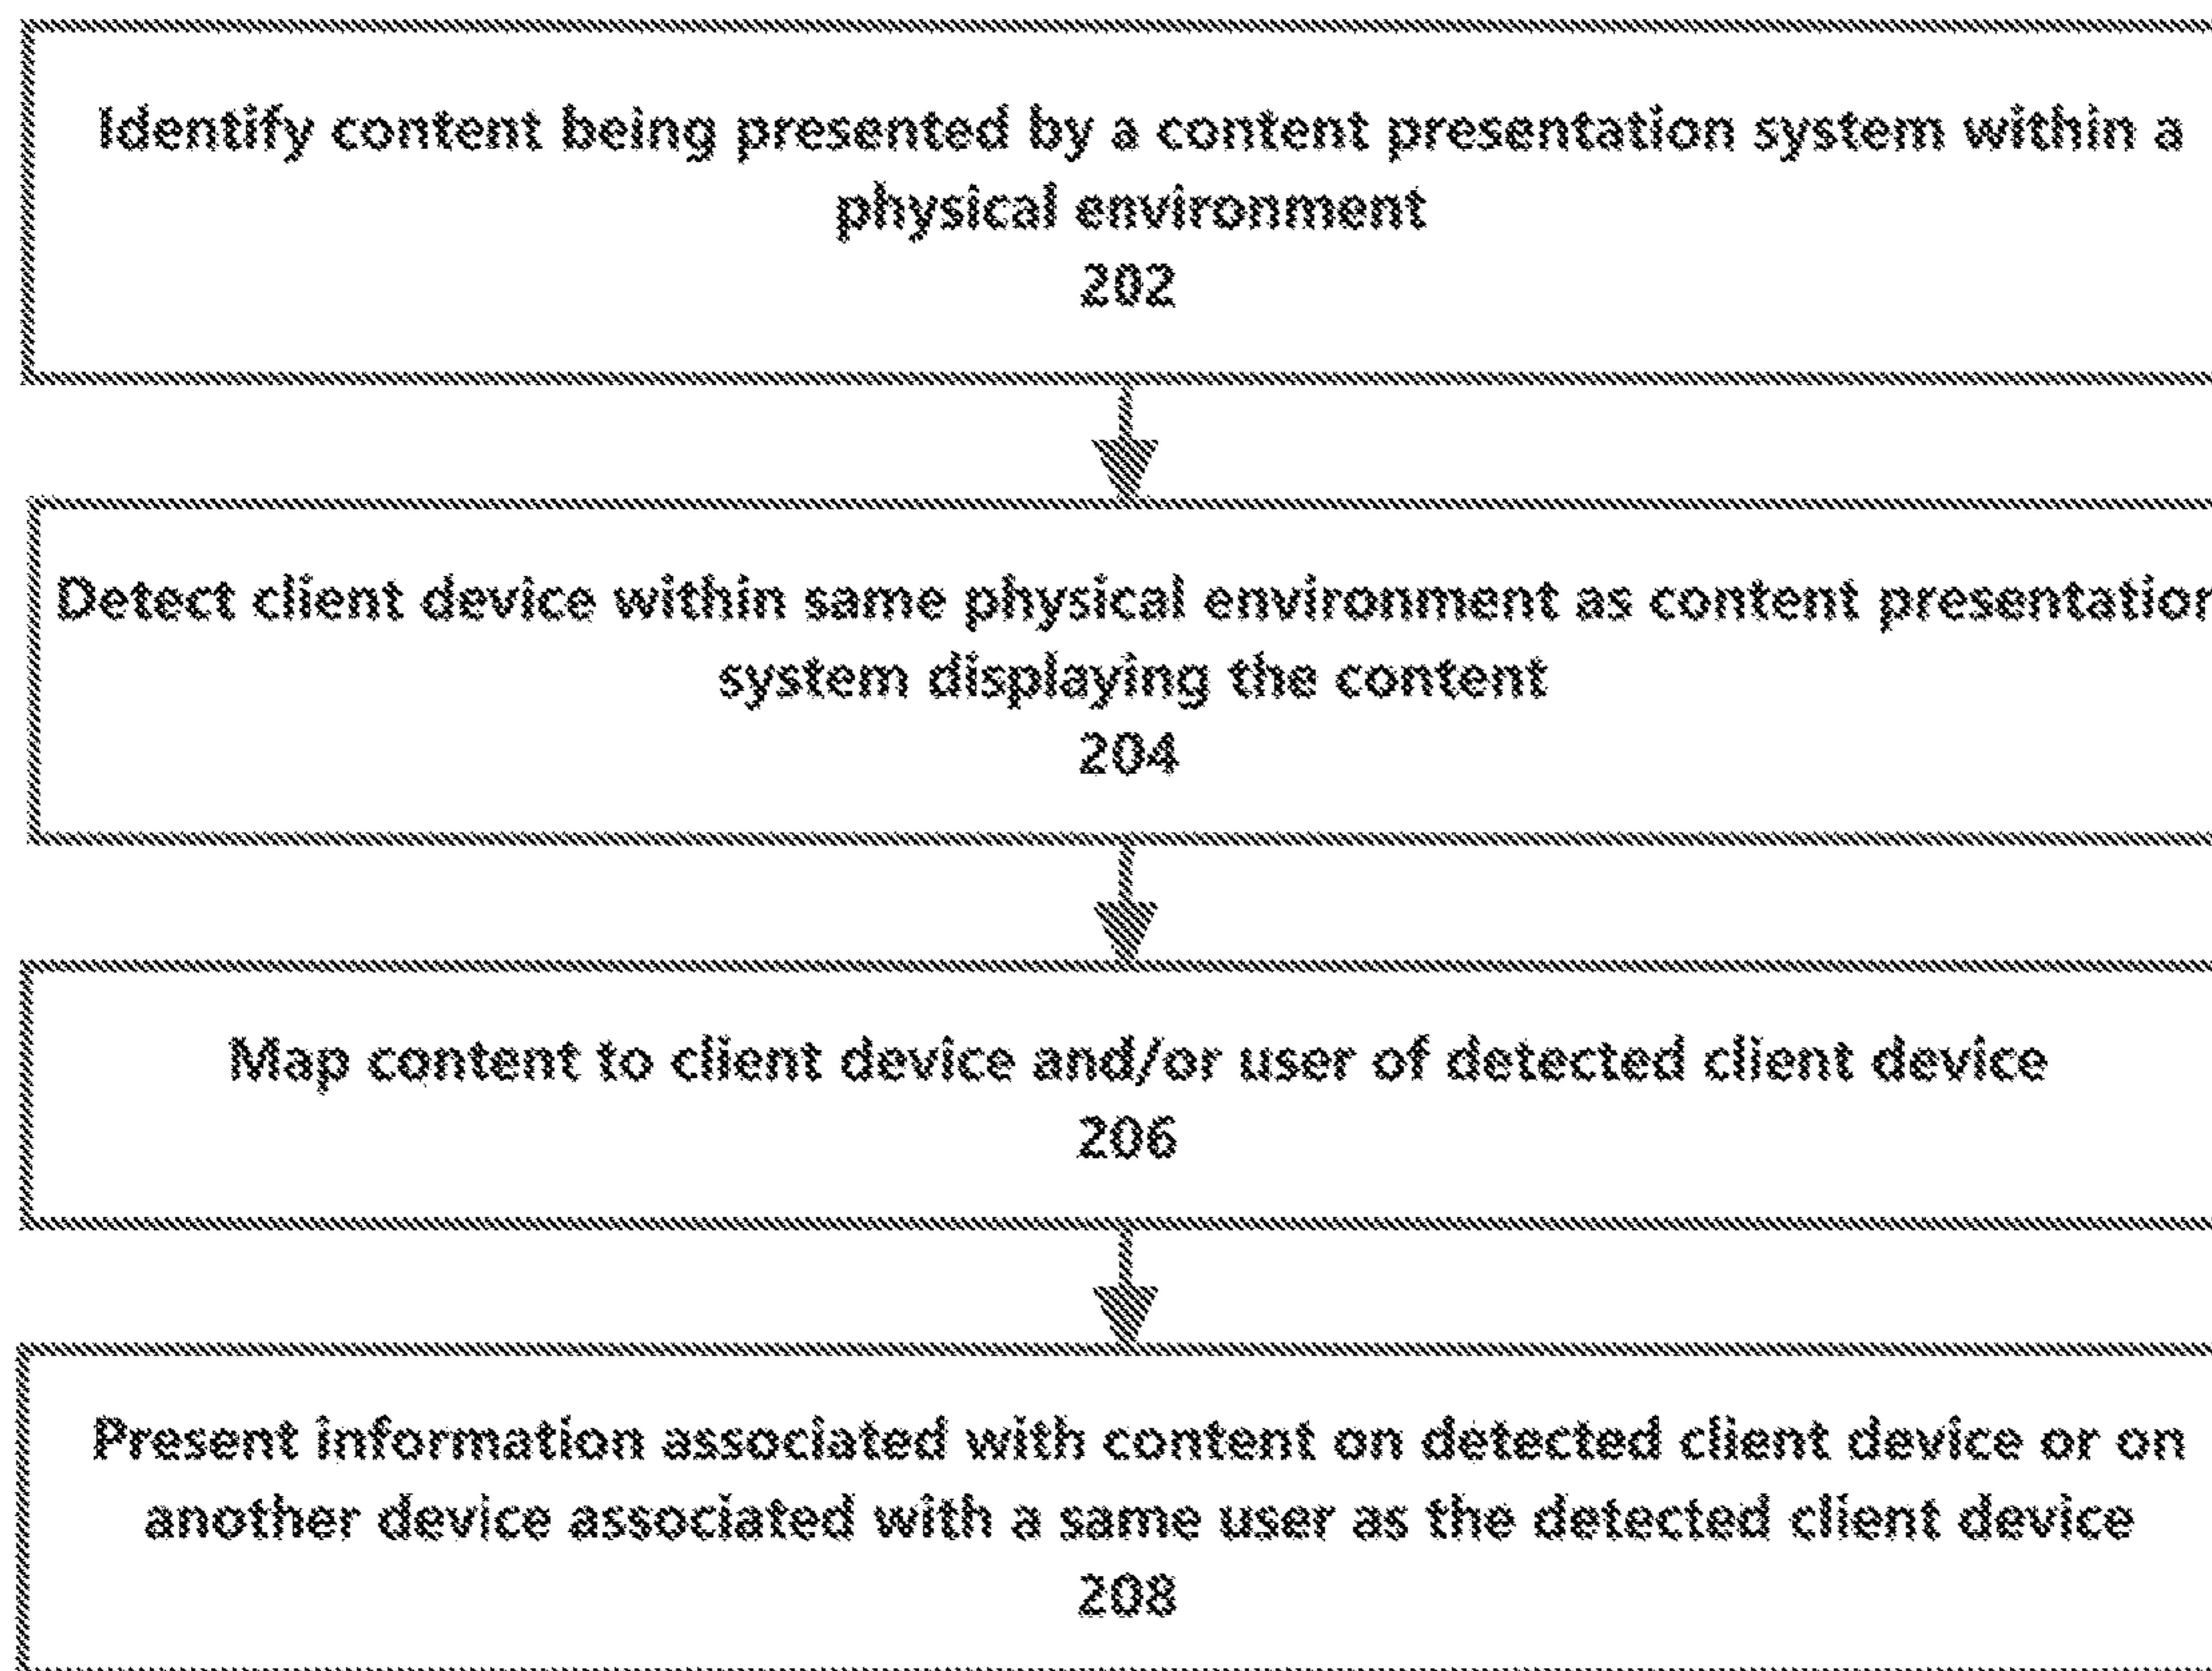 Identify content being presented by a content presentation system within a
physical environment
202
Detect client device within same physical environment as content presentation
system displaying the content
204
Map content to client device and/or user of detected client device
206
Present information associated with content on detected client device or on
another device associated with a same user as the detected client device
208